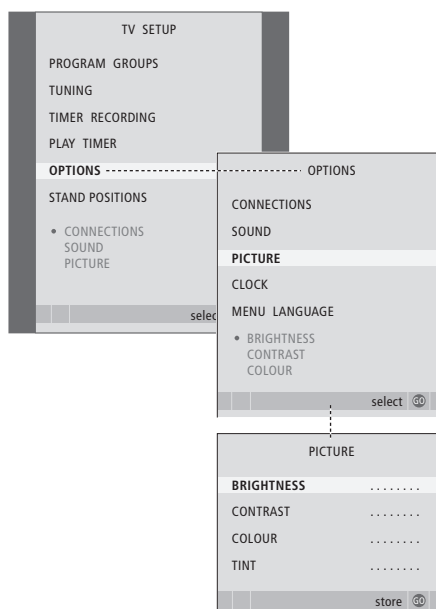 TV SETUP
PROGRAM GROUPS
TUNING
TIMER RECORDING
PLAY TIMER
OPTIONS
STAND POSITIONS
• CONNECTIONS
SOUND
PICTURE
selec
OPTIONS
CONNECTIONS
SOUND
PICTURE
CLOCK
MENU LANGUAGE
• BRIGHTNESS
CONTRAST
COLOUR
select GO
PICTURE
BRIGHTNESS ........
CONTRAST ........
COLOUR ........
TINT ........
store GO